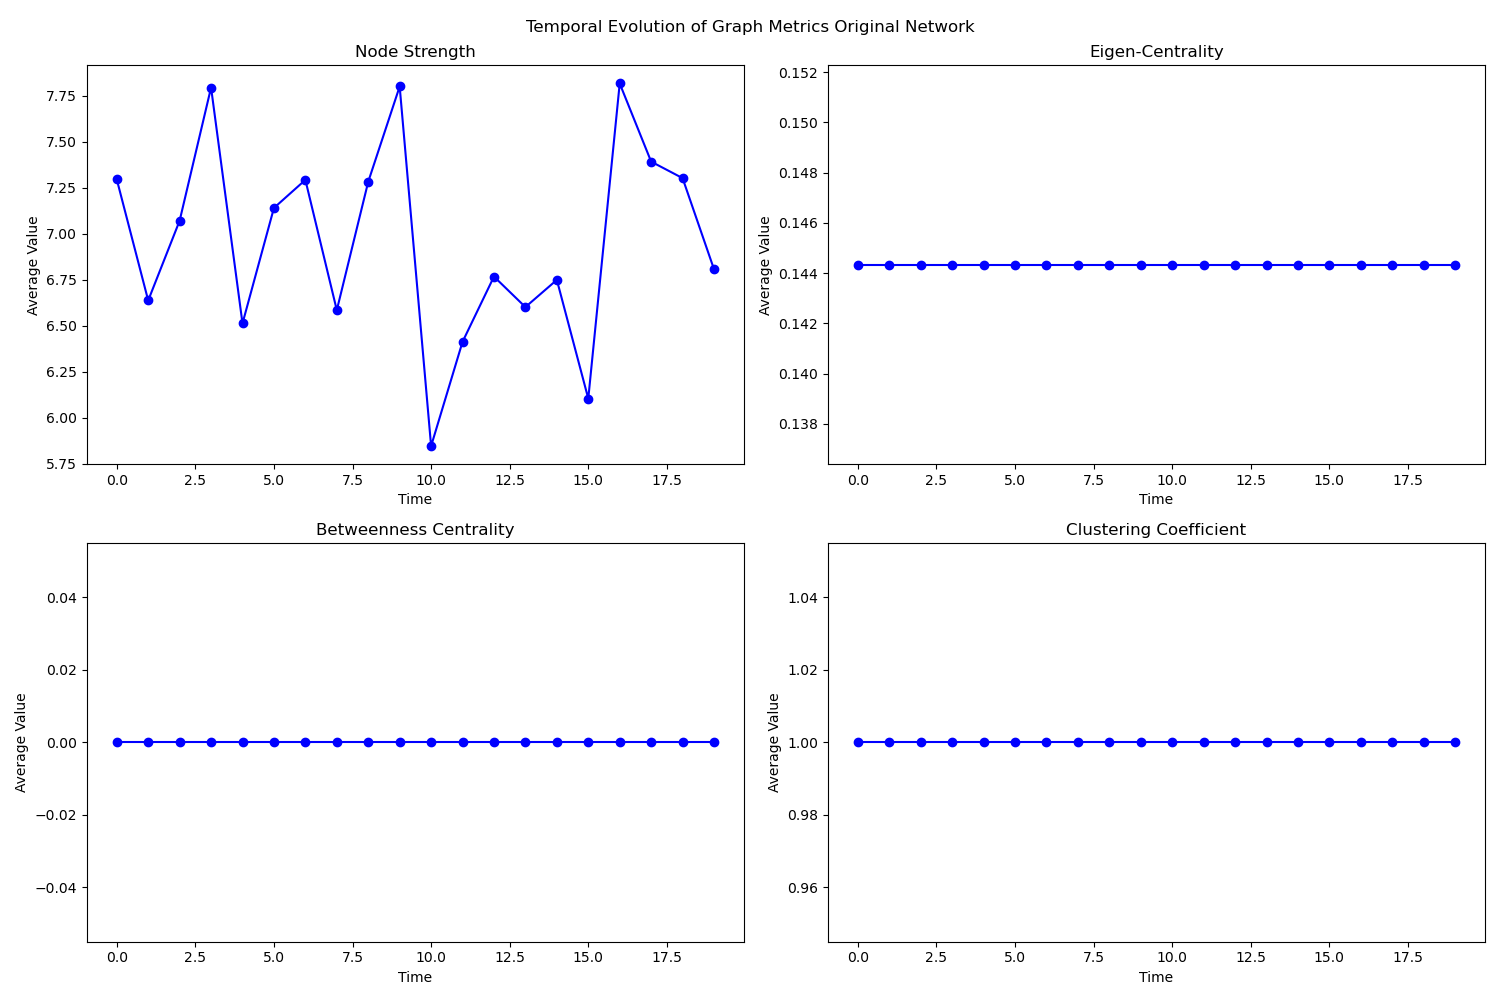 Temporal Evolution of Graph Metrics Original Network
Node Strength
Average Value
7.75
7.50
7.25
7.00
6.75
6.50
6.25
6.00
5.75
0.0 2.5 5.0 7.5 10.0 12.5 15.0 17.5
Time
Eigen-Centrality
Average Value
0.152
0.150
0.148
0.146
0.144
0.142
0.140
0.138
0.0 2.5 5.0 7.5 10.0 12.5 15.0 17.5
Time
Betweenness Centrality
Average Value
0.04
0.02
0.00
−0.02
−0.04
0.0 2.5 5.0 7.5 10.0 12.5 15.0 17.5
Time
Clustering Coefficient
Average Value
1.04
1.02
1.00
0.98
0.96
0.0 2.5 5.0 7.5 10.0 12.5 15.0 17.5
Time